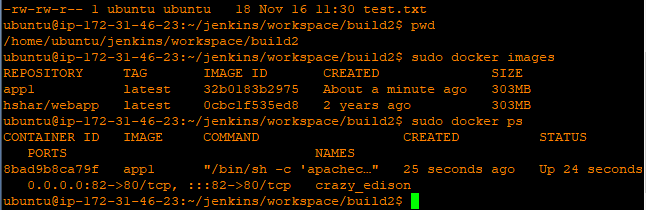 -rw-rw-r-- 1 ubuntu ubuntu   18 Nov 16 11:30 test.txt
ubuntu@ip-172-31-46-23:~/jenkins/workspace/build2$ pwd
/home/ubuntu/jenkins/workspace/build2
ubuntu@ip-172-31-46-23:~/jenkins/workspace/build2$ sudo docker images
REPOSITORY     TAG       IMAGE ID       CREATED              SIZE
app1           latest    32b0183b2975   About a minute ago   303MB
hshar/webapp   latest    0cbc1f535ed8   2 years ago          303MB
ubuntu@ip-172-31-46-23:~/jenkins/workspace/build2$ sudo docker ps
CONTAINER ID   IMAGE     COMMAND                  CREATED          STATUS
   PORTS                               NAMES
8bad9b8ca79f   app1      "/bin/sh -c 'apachec…"   25 seconds ago   Up 24 seconds
   0.0.0.0:82->80/tcp, :::82->80/tcp   crazy_edison
ubuntu@ip-172-31-46-23:~/jenkins/workspace/build2$